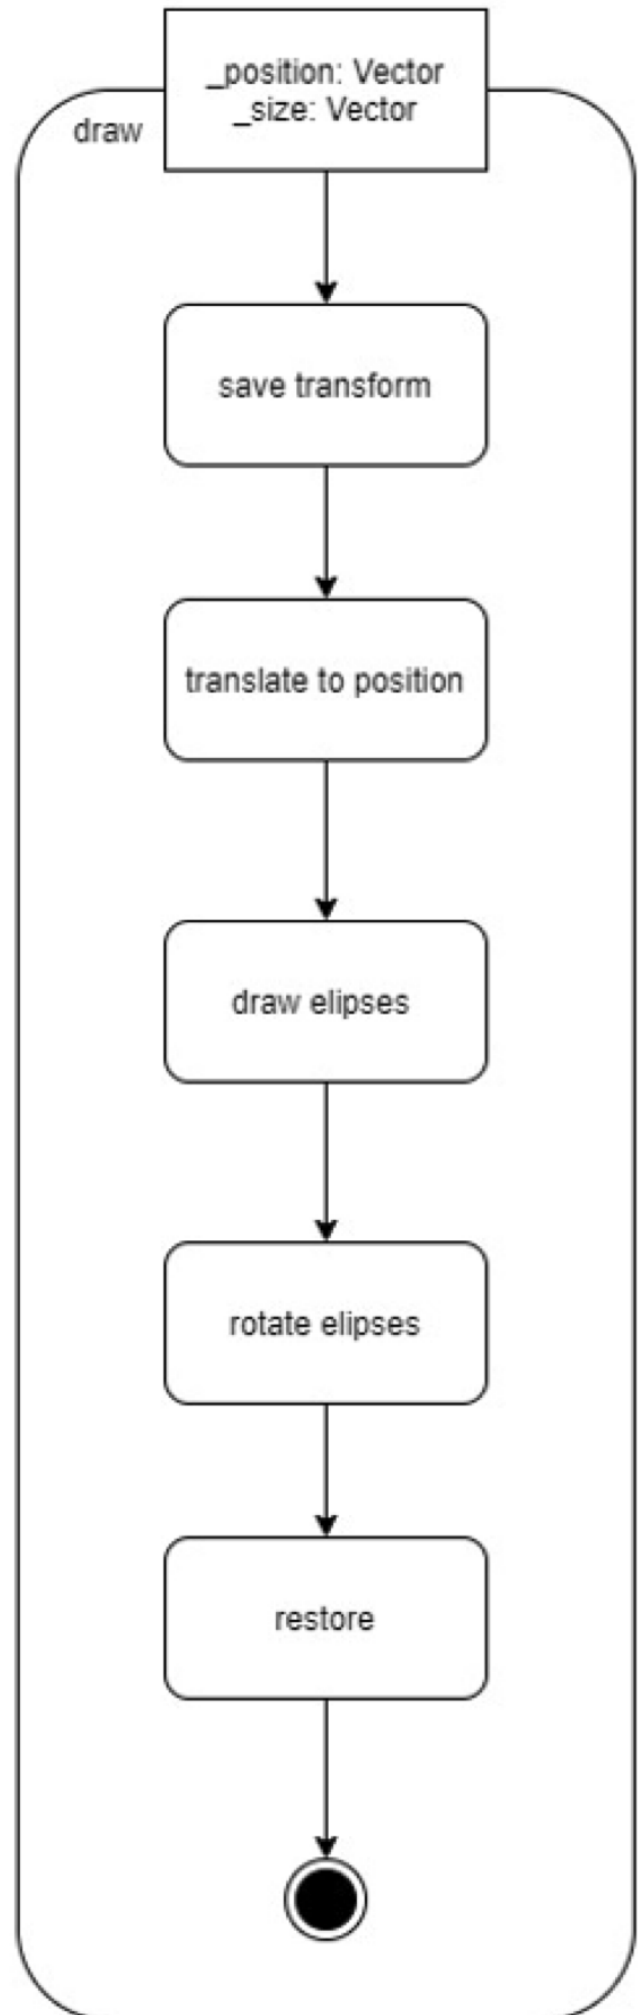 _position: Vector
_size: Vector
draw
save transform
translate to position
draw elipses
rotate elipses
restore